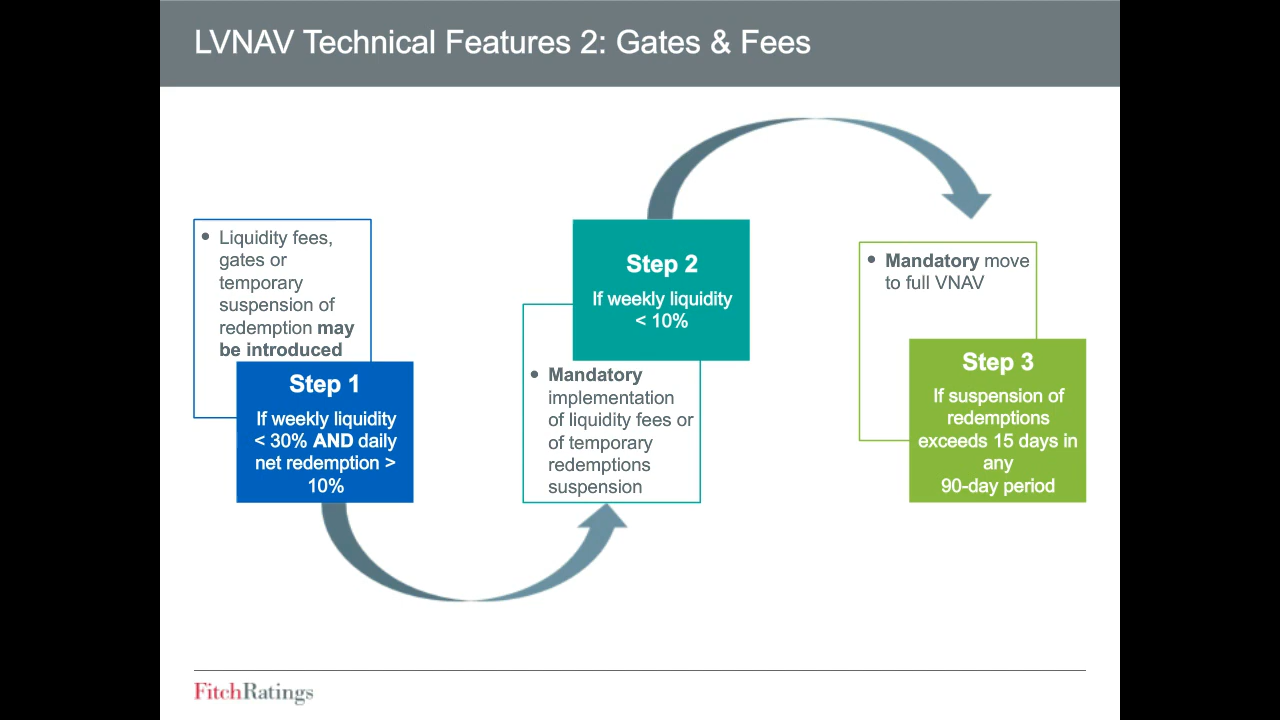 LVNAV Technical Features 2: Gates & Fees
• Liquidity fees,
gates or
temporary
suspension of
redemption may
be introduced
Step 1
If weekly liquidity
< 30% AND daily
net redemption >
10%
Step 2
If weekly liquidity
< 10%
• Mandatory
implementation
of liquidity fees or
of temporary
redemptions
suspension
• Mandatory move
to full VNAV
Step 3
If suspension of
redemptions
exceeds 15 days in
any
90-day period
FitchRatings